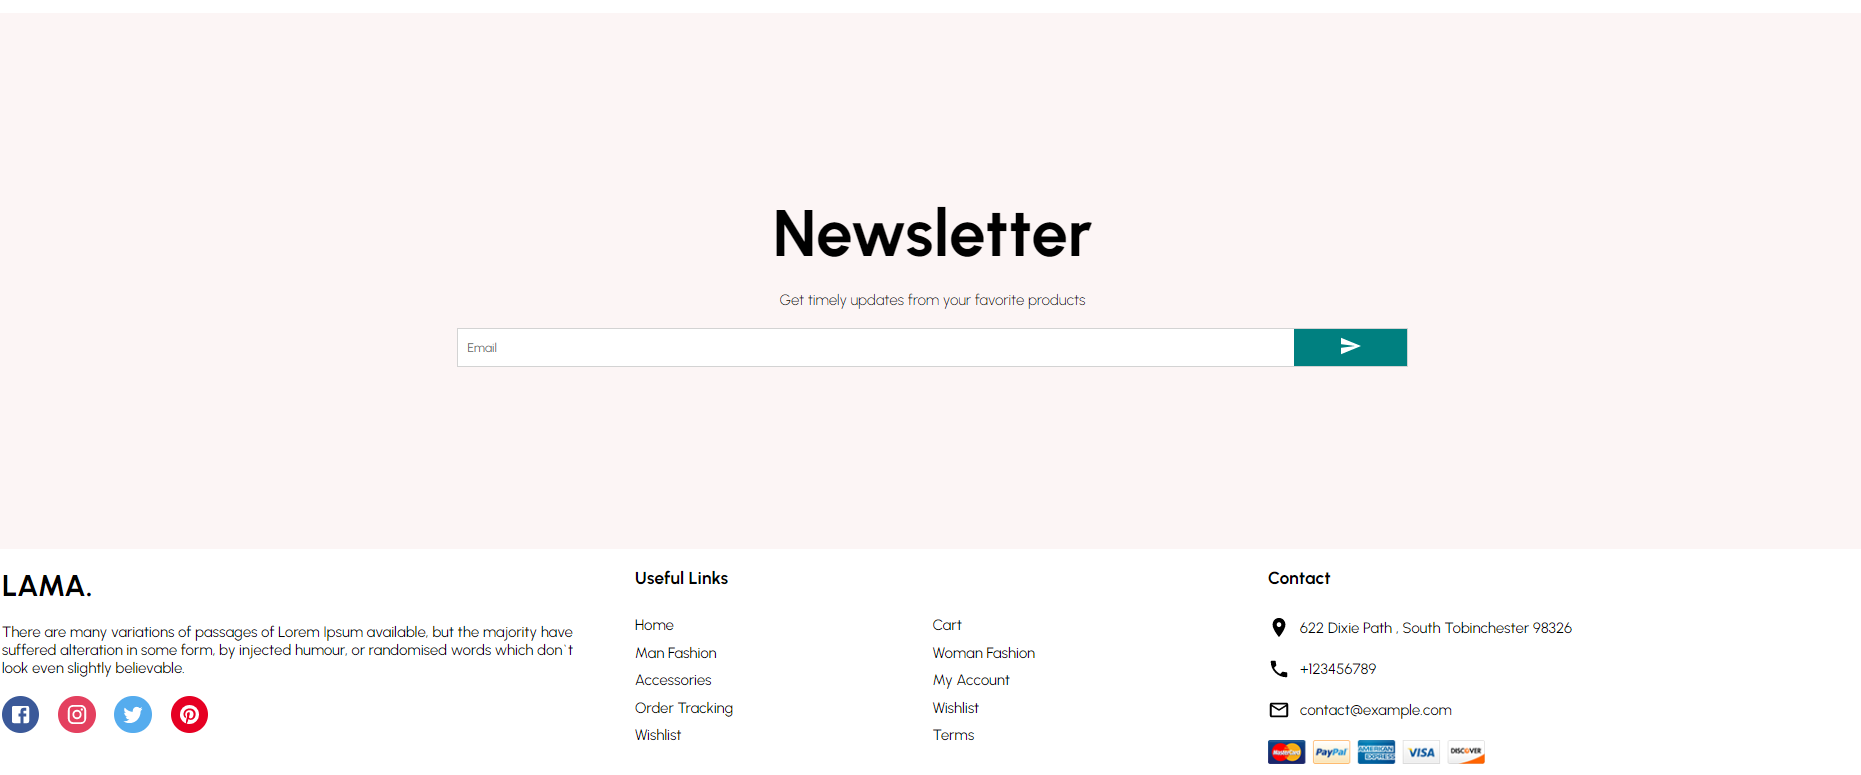 Newsletter
Get timely updates from your favorite products
Email
LAMA.
There are many variations of passages of Lorem Ipsum available, but the majority have
suffered alteration in some form, by injected humour, or randomised words which don`t
look even slightly believable.
Useful Links
Home
Man Fashion
Accessories
Order Tracking
Wishlist
Cart
Woman Fashion
My Account
Wishlist
Terms
Contact
622 Dixie Path , South Tobinchester 98326
+123456789
contact@example.com
MasterCard PayPal AMERICAN EXPRESS VISA DISCOVER